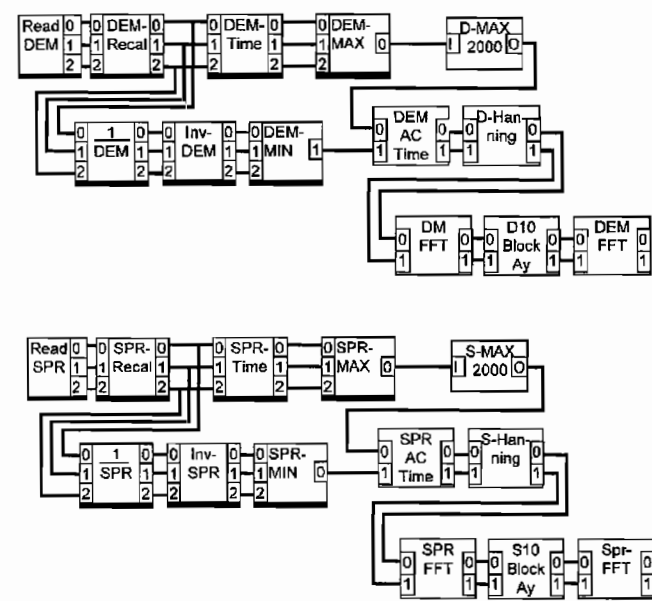 Read 0 0 DEM- 0 0 DEM- 0 0 DEM- D-MAX
DEM 1 1 Recal 1 1 Time 1 1 MAX 0 I 2000 O
2 2 2 2 2 2
0 1 0 0 Inv- 0 0 DEM-
1 DEM 1 1 DEM 1 1 MIN 1
2 2 2 2 2
DEM D-Han-
0 AC 0 0 ning 0
1 Time 1 1 1
DM D10 DEM
0 FFT 0 0 Block 0 0 FFT 0
1 1 1 Ay 1 1 1
Read 0 0 SPR- 0 0 SPR- 0 0 SPR- S-MAX
SPR 1 1 Recal 1 1 Time 1 1 MAX 0 I 2000 O
2 2 2 2 2 2
0 1 0 0 Inv- 0 0 SPR-
1 SPR 1 1 SPR 1 1 MIN 0
2 2 2 2 2
SPR S-Han-
0 AC 0 0 ning 0
1 Time 1 1 1
SPR S10 Spr-
0 FFT 0 0 Block 0 0 FFT 0
1 1 1 Ay 1 1 1